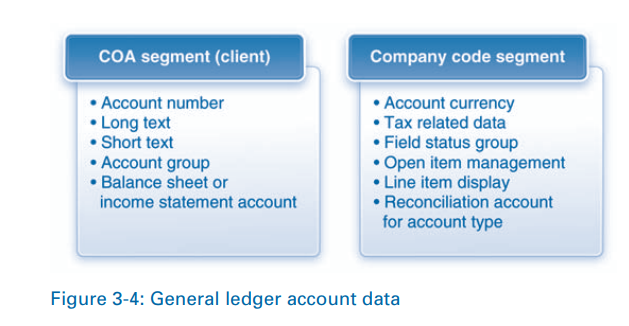 COA segment (client)
• Account number
• Long text
• Short text
• Account group
• Balance sheet or
income statement account
Company code segment
• Account currency
• Tax related data
• Field status group
• Open item management
• Line item display
• Reconciliation account
for account type
Figure 3-4: General ledger account data